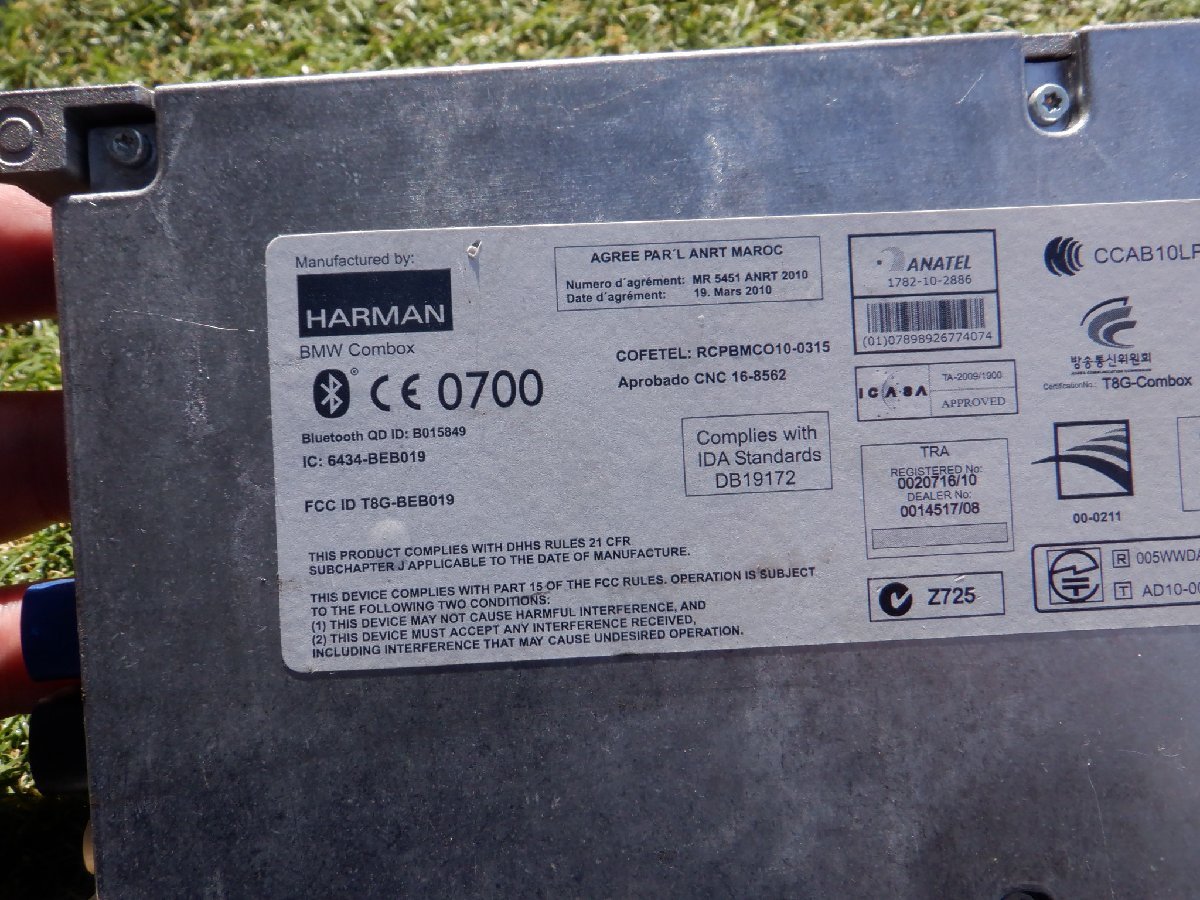 Manufactured by:
HARMAN
BMW Combox
CE 0700
Bluetooth QD ID: B015849
IC: 6434-BEB019
FCC ID T8G-BEB019
THIS PRODUCT COMPLIES WITH DHHS RULES 21 CFR
SUBCHAPTER J APPLICABLE TO THE DATE OF MANUFACTURE.
THIS DEVICE COMPLIES WITH PART 15 OF THE FCC RULES. OPERATION IS SUBJECT
TO THE FOLLOWING TWO CONDITIONS:
(1) THIS DEVICE MAY NOT CAUSE HARMFUL INTERFERENCE, AND
(2) THIS DEVICE MUST ACCEPT ANY INTERFERENCE RECEIVED,
INCLUDING INTERFERENCE THAT MAY CAUSE UNDESIRED OPERATION.
AGREE PAR´L ANRT MAROC
Numero d´agrément: MR 5451 ANRT 2010
Date d´agrément: 19. Mars 2010
COFETEL: RCPBMCO10-0315
Aprobado CNC 16-8562
Complies with
IDA Standards
DB19172
ANATEL
1782-10-2886
(01)07898926774074
ICASA
TA-2009/1900
APPROVED
TRA
REGISTERED No:
0020716/10
DEALER No:
0014517/08
Z725
CCAB10LP
방송통신위원회
Certification No.: T8G-Combox
00-0211
R 005WWDA
T AD10-00